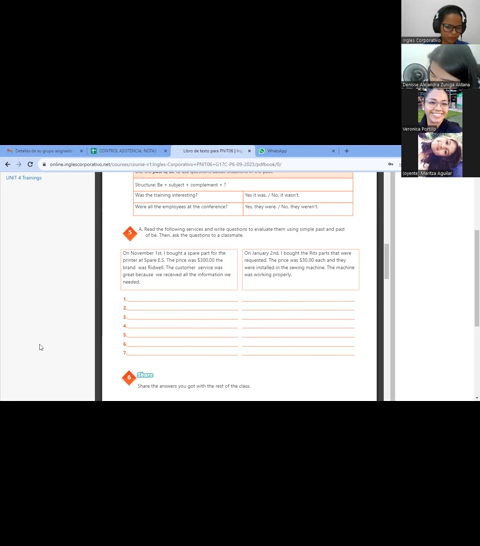 Ingles Corporativo
Denisse Alejandra Zuniga Aldana
Veronica Portillo
(oyente) Maritza Aguilar
Detalles de su grupo asignado
CONTROL ASISTENCIAL NOTAS
Libro de texto para PNT06 | Ing
WhatsApp
online.inglescorporativo.net/courses/course-v1:Ingles-Corporativo+PNT06+G17C-P6-09-2023/pdfbook/0/
UNIT 4 Trainings
Structure: Be + subject + complement + ?
Was the training interesting?
Yes it was. / No, it wasn't.
Were all the employees at the conference?
Yes, they were. / No, they weren't.
5
A. Read the following services and write questions to evaluate them using simple past and past
of be. Then, ask the questions to a classmate.
On November 1st, I bought a spare part for the
printer at Spare E.S. The price was $300.00 the
brand was Ridwell. The customer service was
great because we received all the information we
needed.
On January 2nd, I bought the Rits parts that were
requested. The price was $30.00 each and they
were installed in the sewing machine. The machine
was working properly.
1.
2.
3.
4.
5.
6.
7.
6
Share
Share the answers you got with the rest of the class.